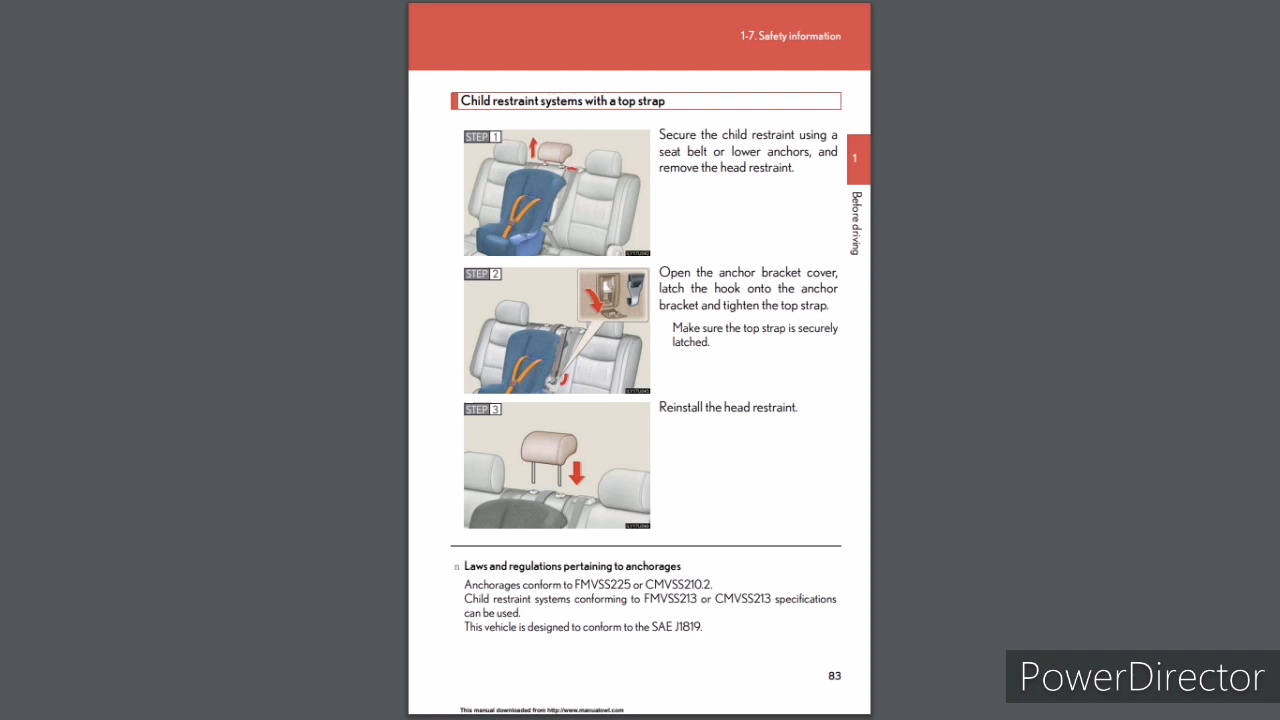 1-7. Safety information
Child restraint systems with a top strap
STEP 1
Secure the child restraint using a
seat belt or lower anchors, and
remove the head restraint.
1
Before driving
STEP 2
Open the anchor bracket cover,
latch the hook onto the anchor
bracket and tighten the top strap.
Make sure the top strap is securely
latched.
STEP 3
Reinstall the head restraint.
n Laws and regulations pertaining to anchorages
Anchorages conform to FMVSS225 or CMVSS210.2.
Child restraint systems conforming to FMVSS213 or CMVSS213 specifications
can be used.
This vehicle is designed to conform to the SAE J1819.
83
PowerDirector
This manual downloaded from http://www.manualowl.com